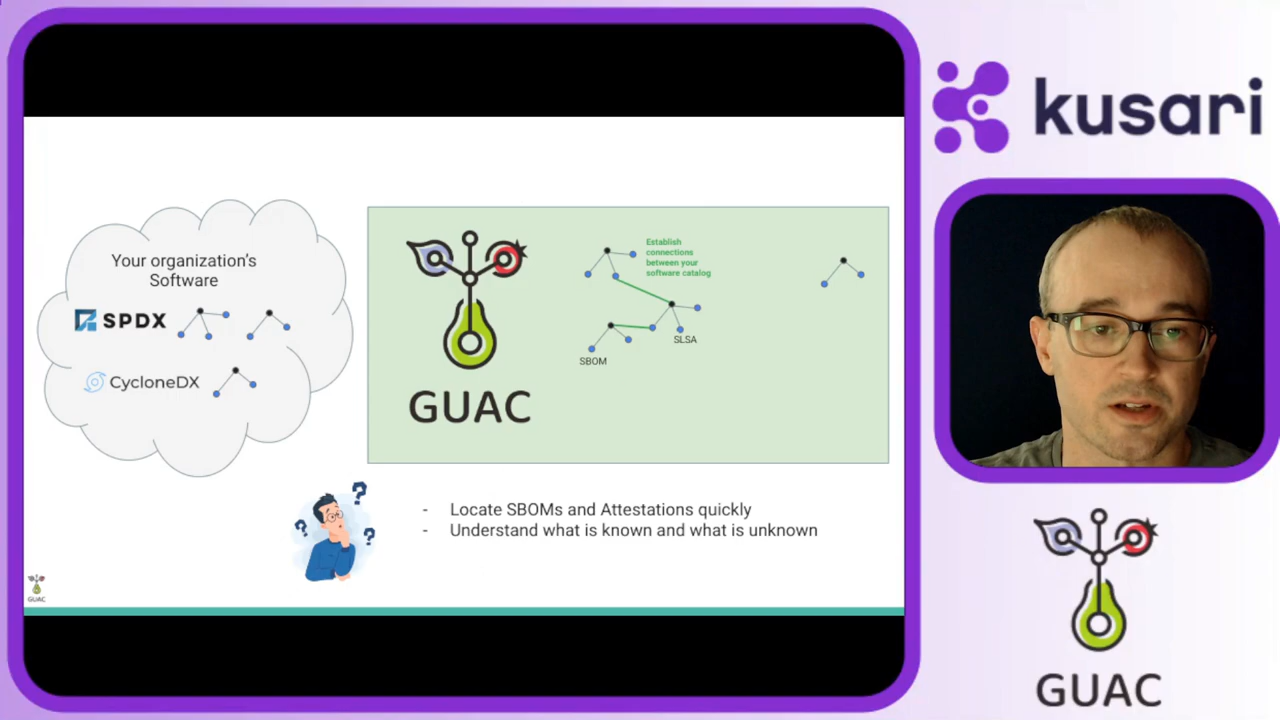 Your organization's
Software
SPDX
CycloneDX
GUAC
Establish
connections
between your
software catalog
SLSA
SBOM
- Locate SBOMs and Attestations quickly
- Understand what is known and what is unknown
? ? ?
GUAC
kusari
GUAC